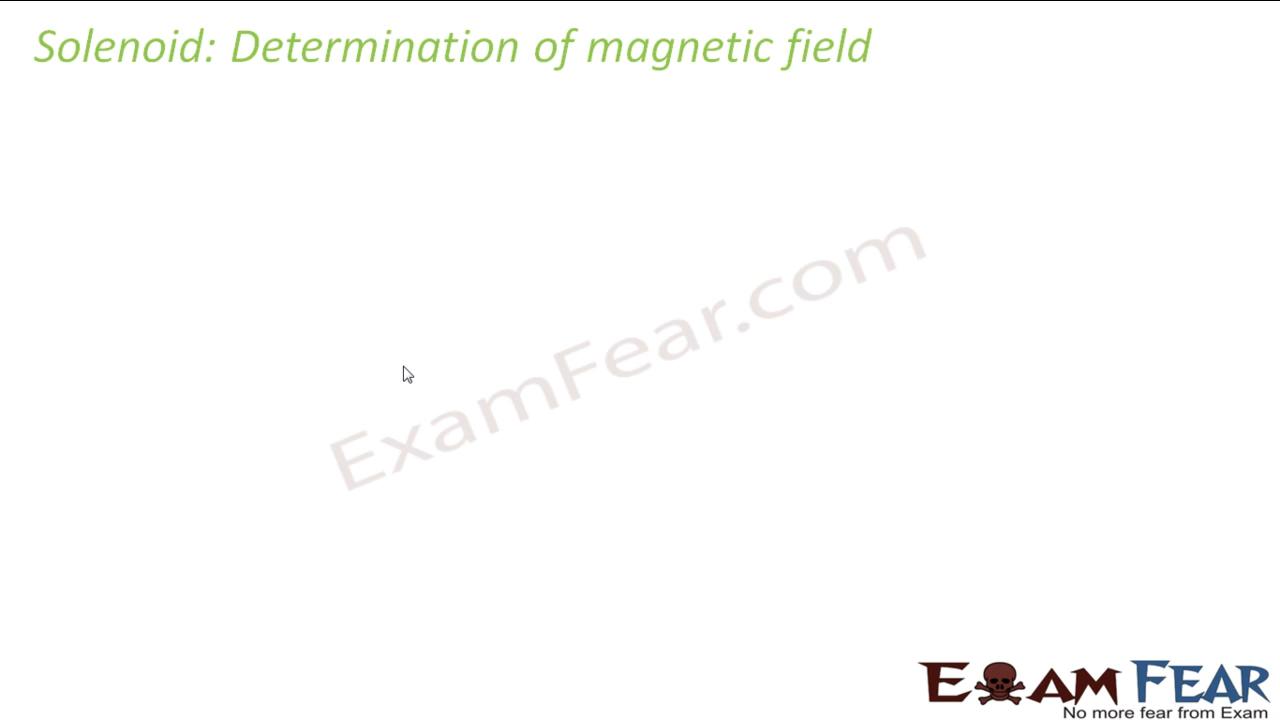 Solenoid: Determination of magnetic field
ExamFear.com
EXAM FEAR
No more fear from Exam